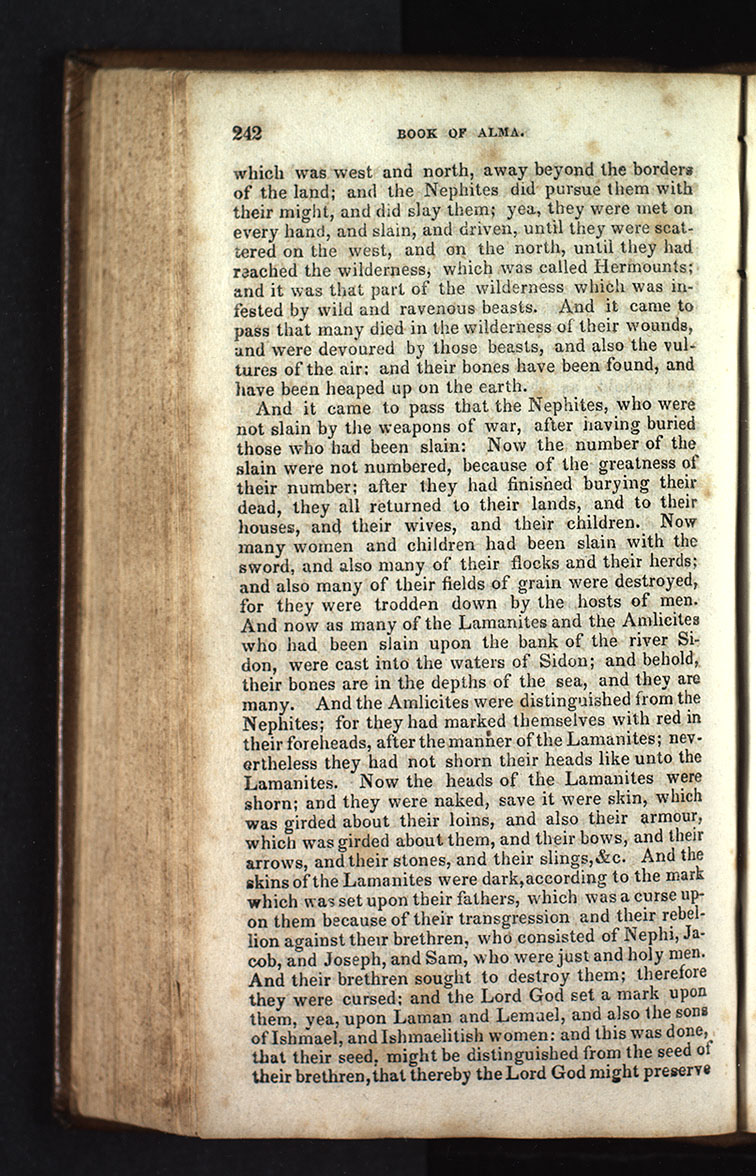 242 BOOK OF ALMA.
which was west and north, away beyond the borders
of the land; and the Nephites did pursue them with
their might, and did slay them; yea, they were met on
every hand, and slain, and driven, until they were scat-
tered on the west, and on the north, until they had
reached the wilderness, which was called Hermounts;
and it was that part of the wilderness which was in-
fested by wild and ravenous beasts. And it came to
pass that many died in the wilderness of their wounds,
and were devoured by those beasts, and also the vul-
tures of the air: and their bones have been found, and
have been heaped up on the earth.
And it came to pass that the Nephites, who were
not slain by the weapons of war, after having buried
those who had been slain: Now the number of the
slain were not numbered, because of the greatness of
their number; after they had finished burying their
dead, they all returned to their lands, and to their
houses, and their wives, and their children. Now
many women and children had been slain with the
sword, and also many of their flocks and their herds;
and also many of their fields of grain were destroyed,
for they were trodden down by the hosts of men.
And now as many of the Lamanites and the Amlicites
who had been slain upon the bank of the river Si-
don, were cast into the waters of Sidon; and behold,
their bones are in the depths of the sea, and they are
many. And the Amlicites were distinguished from the
Nephites; for they had marked themselves with red in
their foreheads, after the manner of the Lamanites; nev-
ertheless they had not shorn their heads like unto the
Lamanites. Now the heads of the Lamanites were
shorn; and they were naked, save it were skin, which
was girded about their loins, and also their armour,
which was girded about them, and their bows, and their
arrows, and their stones, and their slings,&c. And the
skins of the Lamanites were dark,according to the mark
which was set upon their fathers, which was a curse up-
on them because of their transgression and their rebel-
lion against their brethren, who consisted of Nephi, Ja-
cob, and Joseph, and Sam, who were just and holy men.
And their brethren sought to destroy them; therefore
they were cursed; and the Lord God set a mark upon
them, yea, upon Laman and Lemuel, and also the sons
of Ishmael, and Ishmaelitish women: and this was done,
that their seed, might be distinguished from the seed of
their brethren,that thereby the Lord God might preserve